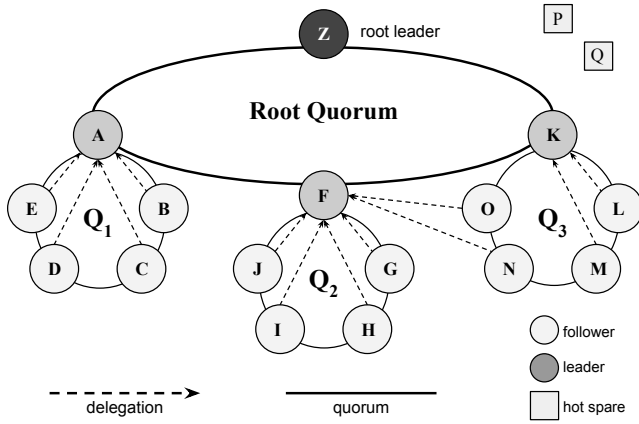 Z
root leader
P
Q
Root Quorum
A
K
F
E
B
Q1
D
C
J
G
Q2
I
H
O
L
Q3
N
M
follower
leader
hot spare
delegation
quorum